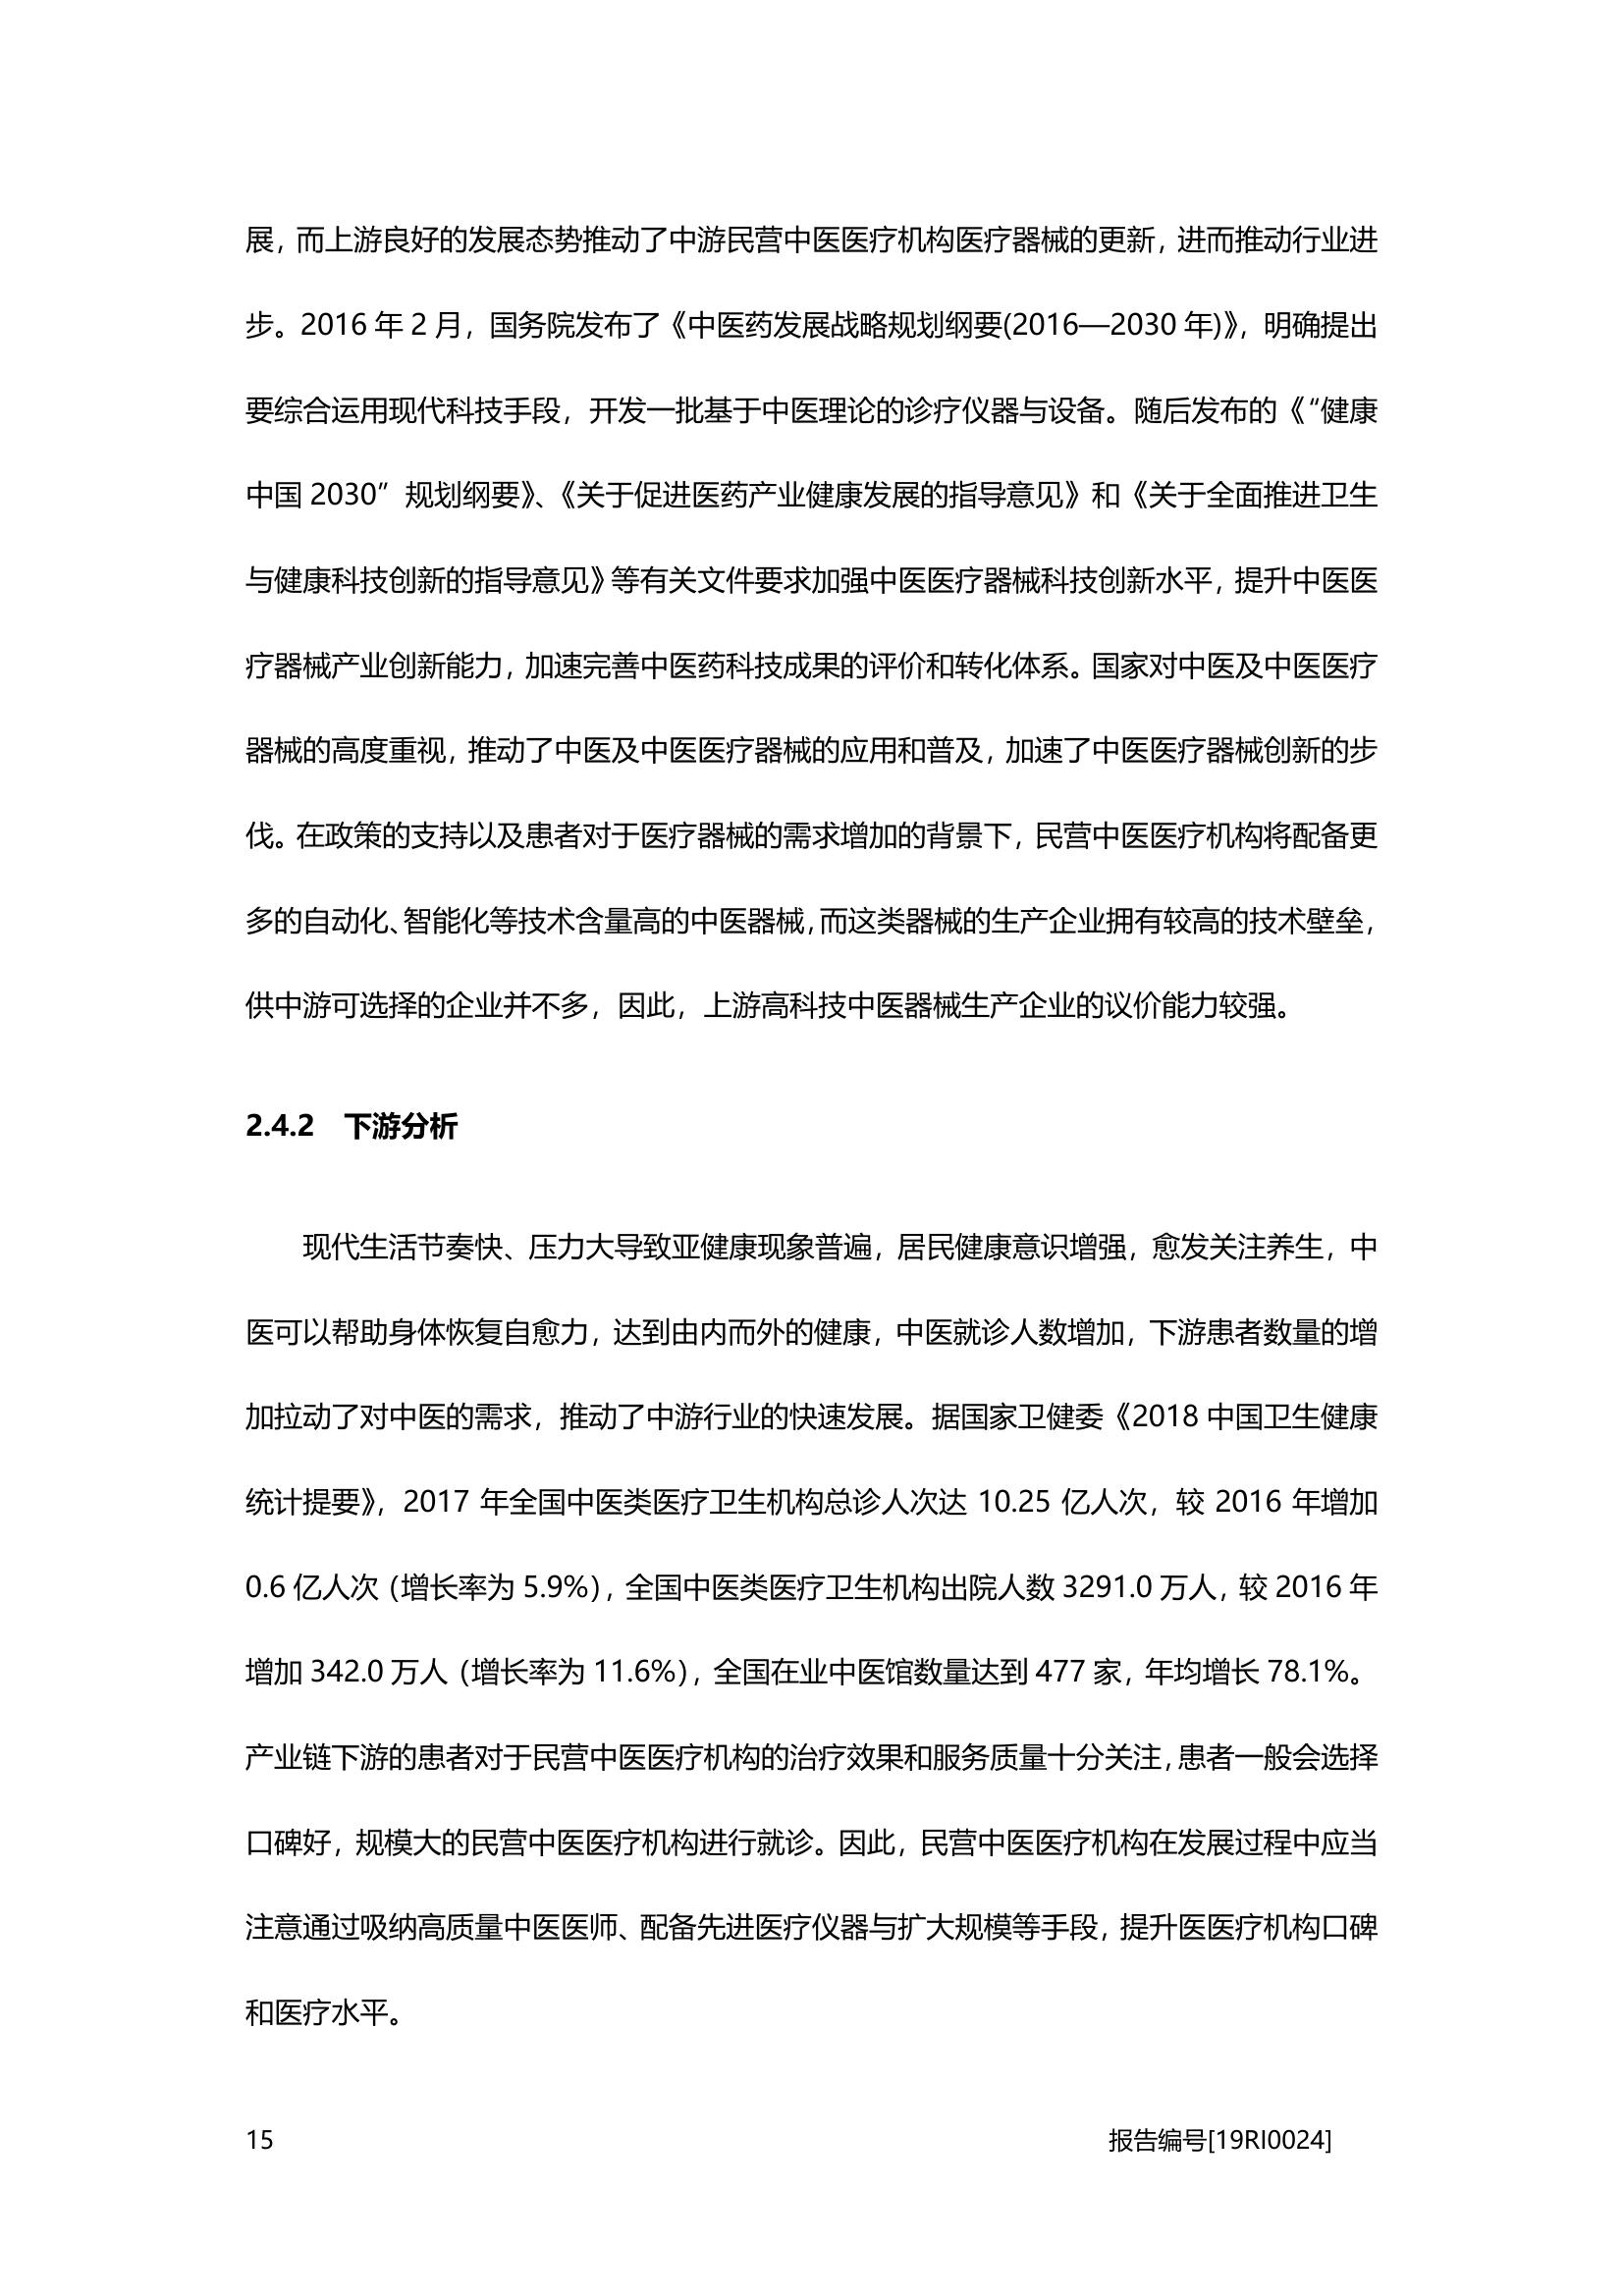 展，而上游良好的发展态势推动了中游民营中医医疗机构医疗器械的更新，进而推动行业进
步。2016 年 2 月，国务院发布了《中医药发展战略规划纲要(2016—2030 年)》，明确提出
要综合运用现代科技手段，开发一批基于中医理论的诊疗仪器与设备。随后发布的《“健康
中国 2030”规划纲要》、《关于促进医药产业健康发展的指导意见》和《关于全面推进卫生
与健康科技创新的指导意见》等有关文件要求加强中医医疗器械科技创新水平，提升中医医
疗器械产业创新能力，加速完善中医药科技成果的评价和转化体系。国家对中医及中医医疗
器械的高度重视，推动了中医及中医医疗器械的应用和普及，加速了中医医疗器械创新的步
伐。在政策的支持以及患者对于医疗器械的需求增加的背景下，民营中医医疗机构将配备更
多的自动化、智能化等技术含量高的中医器械，而这类器械的生产企业拥有较高的技术壁垒，
供中游可选择的企业并不多，因此，上游高科技中医器械生产企业的议价能力较强。
2.4.2 下游分析
现代生活节奏快、压力大导致亚健康现象普遍，居民健康意识增强，愈发关注养生，中
医可以帮助身体恢复自愈力，达到由内而外的健康，中医就诊人数增加，下游患者数量的增
加拉动了对中医的需求，推动了中游行业的快速发展。据国家卫健委《2018 中国卫生健康
统计提要》，2017 年全国中医类医疗卫生机构总诊人次达 10.25 亿人次，较 2016 年增加
0.6 亿人次（增长率为 5.9%），全国中医类医疗卫生机构出院人数 3291.0 万人，较 2016 年
增加 342.0 万人（增长率为 11.6%），全国在业中医馆数量达到 477 家，年均增长 78.1%。
产业链下游的患者对于民营中医医疗机构的治疗效果和服务质量十分关注，患者一般会选择
口碑好，规模大的民营中医医疗机构进行就诊。因此，民营中医医疗机构在发展过程中应当
注意通过吸纳高质量中医医师、配备先进医疗仪器与扩大规模等手段，提升医医疗机构口碑
和医疗水平。
15 报告编号[19RI0024]